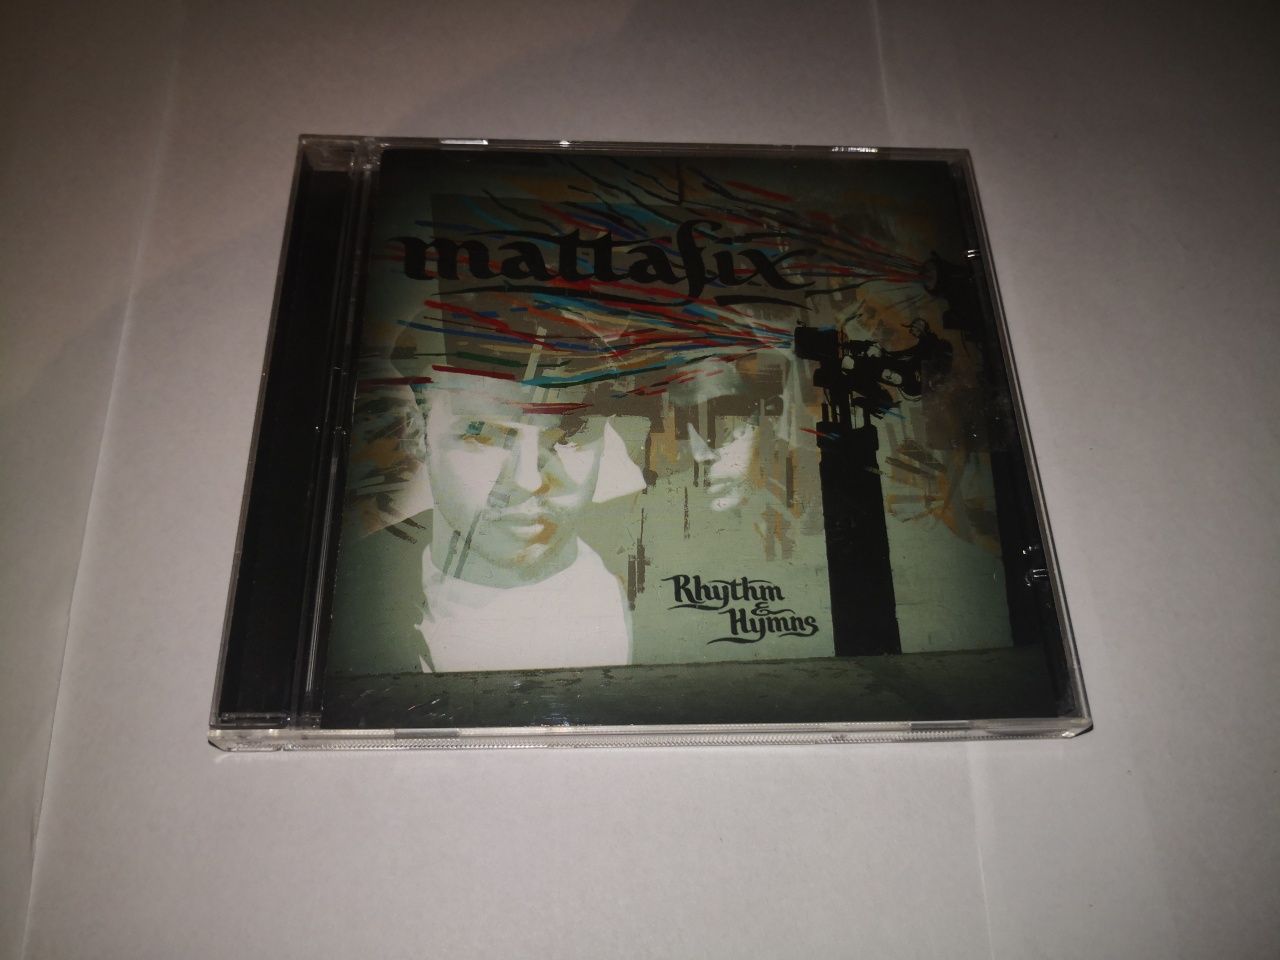 mattafix
Rhythm
&
Hymns